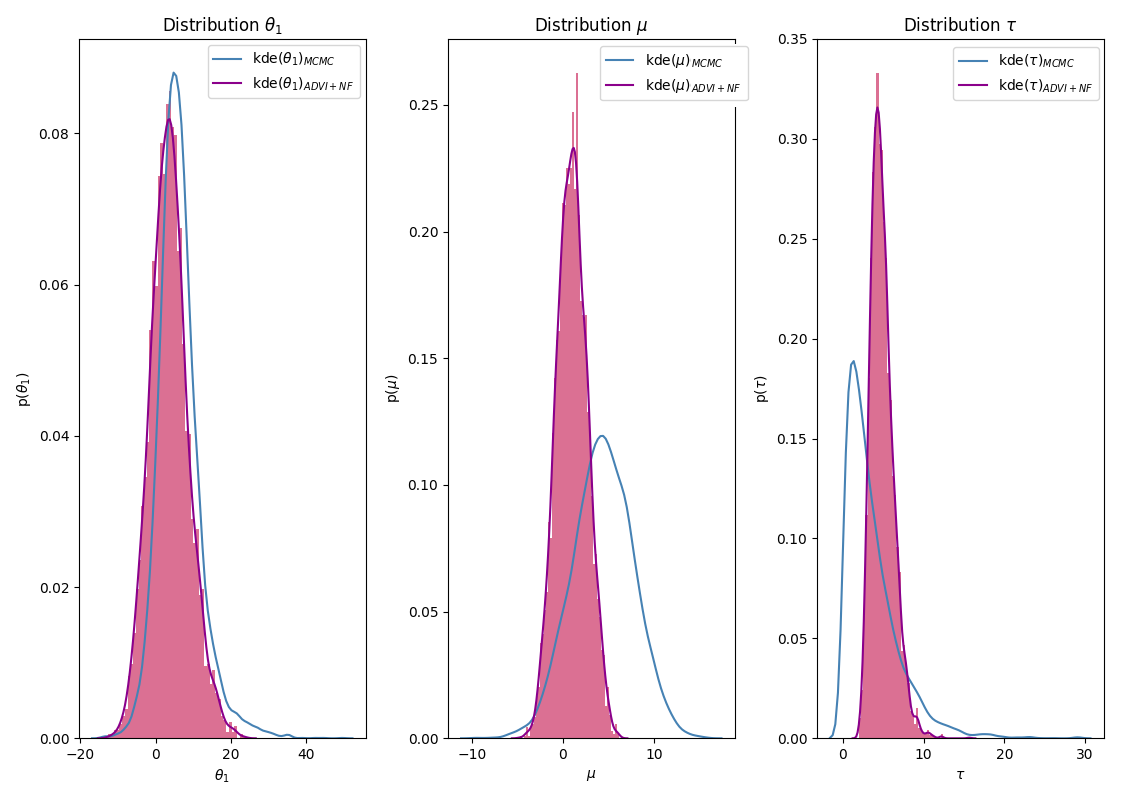 Distribution θ₁
kde(θ₁)MCMC
kde(θ₁)ADVI+NF
p(θ₁)
0.08
0.06
0.04
0.02
0.00
−20
0
20
40
θ₁
Distribution μ
kde(μ)MCMC
kde(μ)ADVI+NF
p(μ)
0.25
0.20
0.15
0.10
0.05
0.00
−10
0
10
μ
Distribution τ
kde(τ)MCMC
kde(τ)ADVI+NF
p(τ)
0.35
0.30
0.25
0.20
0.15
0.10
0.05
0.00
0
10
20
30
τ